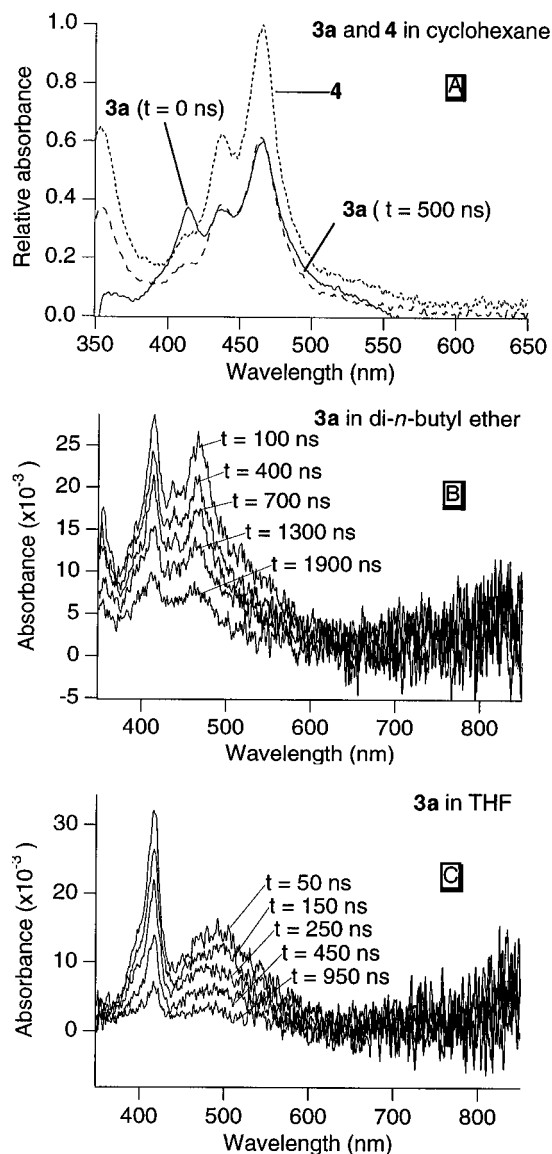 3a and 4 in cyclohexane
A
3a (t = 0 ns)
4
3a ( t = 500 ns)
Relative absorbance
1.0
0.8
0.6
0.4
0.2
0.0
350 400 450 500 550 600 650
Wavelength (nm)
3a in di-n-butyl ether
B
t = 100 ns
t = 400 ns
t = 700 ns
t = 1300 ns
t = 1900 ns
Absorbance (x10-3)
25
20
15
10
5
0
-5
400 500 600 700 800
Wavelength (nm)
3a in THF
C
t = 50 ns
t = 150 ns
t = 250 ns
t = 450 ns
t = 950 ns
Absorbance (x10-3)
30
20
10
0
400 500 600 700 800
Wavelength (nm)